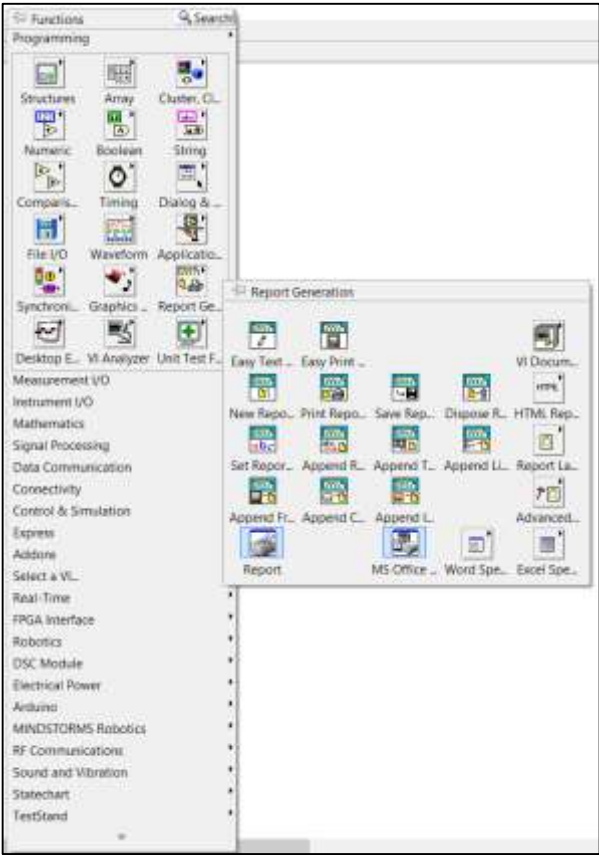 Functions Search
Programming
Structures Array Cluster, Cl...
Numeric Boolean String
Comparis... Timing Dialog & ...
File I/O Waveform Applicatio...
Synchroni... Graphics ... Report Ge...
Desktop E... VI Analyzer Unit Test F...
Measurement I/O
Instrument I/O
Mathematics
Signal Processing
Data Communication
Connectivity
Control & Simulation
Express
Addons
Select a VI...
Real-Time
FPGA Interface
Robotics
DSC Module
Electrical Power
Arduino
MINDSTORMS Robotics
RF Communications
Sound and Vibration
Statechart
TestStand
Report Generation
Easy Text ... Easy Print ... VI Docum...
New Repo... Print Repo... Save Rep... Dispose R... HTML Rep...
Set Repor... Append R... Append T... Append Li... Report La...
Append Fr... Append C... Append I... Advanced...
Report MS Office ... Word Spe... Excel Spe...